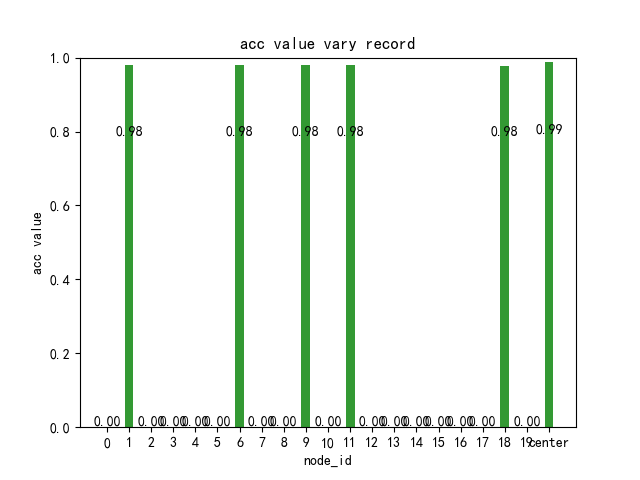 acc value vary record
1.0
0.8
0.6
0.4
0.2
0.0
acc value
0.98 0.98 0.98 0.98 0.98 0.99
0.00 0.00 0.00 0.00 0.00 0.00 0.00 0.00 0.00 0.00 0.00 0.00 0.00 0.00 0.00
0 1 2 3 4 5 6 7 8 9 10 11 12 13 14 15 16 17 18 19 center
node_id